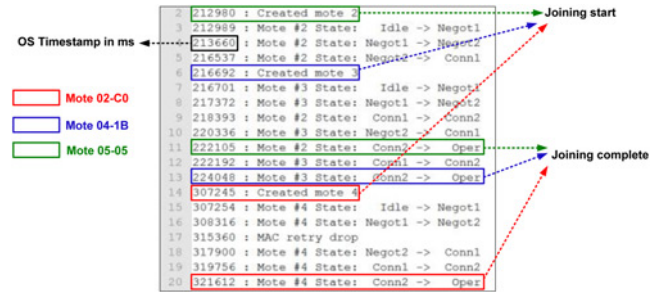 2 212980 : Created mote 2
3 212989 : Mote #2 State: Idle -> Negot1
4 213660 : Mote #2 State: Negot1 -> Negot2
5 216537 : Mote #2 State: Negot2 -> Conn1
6 216692 : Created mote 3
7 216701 : Mote #3 State: Idle -> Negot1
8 217372 : Mote #3 State: Negot1 -> Negot2
9 218393 : Mote #2 State: Conn1 -> Conn2
10 220336 : Mote #3 State: Negot2 -> Conn1
11 222105 : Mote #2 State: Conn2 -> Oper
12 222192 : Mote #3 State: Conn1 -> Conn2
13 224048 : Mote #3 State: Conn2 -> Oper
14 307245 : Created mote 4
15 307254 : Mote #4 State: Idle -> Negot1
16 308316 : Mote #4 State: Negot1 -> Negot2
17 315360 : MAC retry drop
18 317900 : Mote #4 State: Negot2 -> Conn1
19 319756 : Mote #4 State: Conn1 -> Conn2
20 321612 : Mote #4 State: Conn2 -> Oper
OS Timestamp in ms
Mote 02-C0
Mote 04-1B
Mote 05-05
Joining start
Joining complete